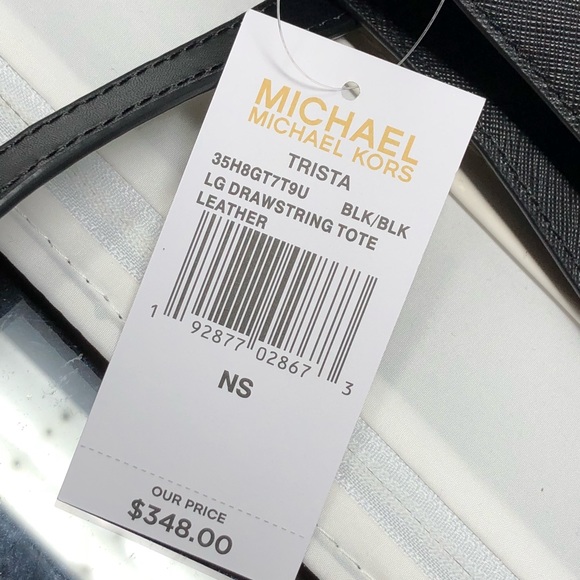 MICHAEL
MICHAEL KORS
TRISTA
35H8GT7T9U BLK/BLK
LG DRAWSTRING TOTE
LEATHER
1 92877 02867 3
NS
OUR PRICE
$348.00